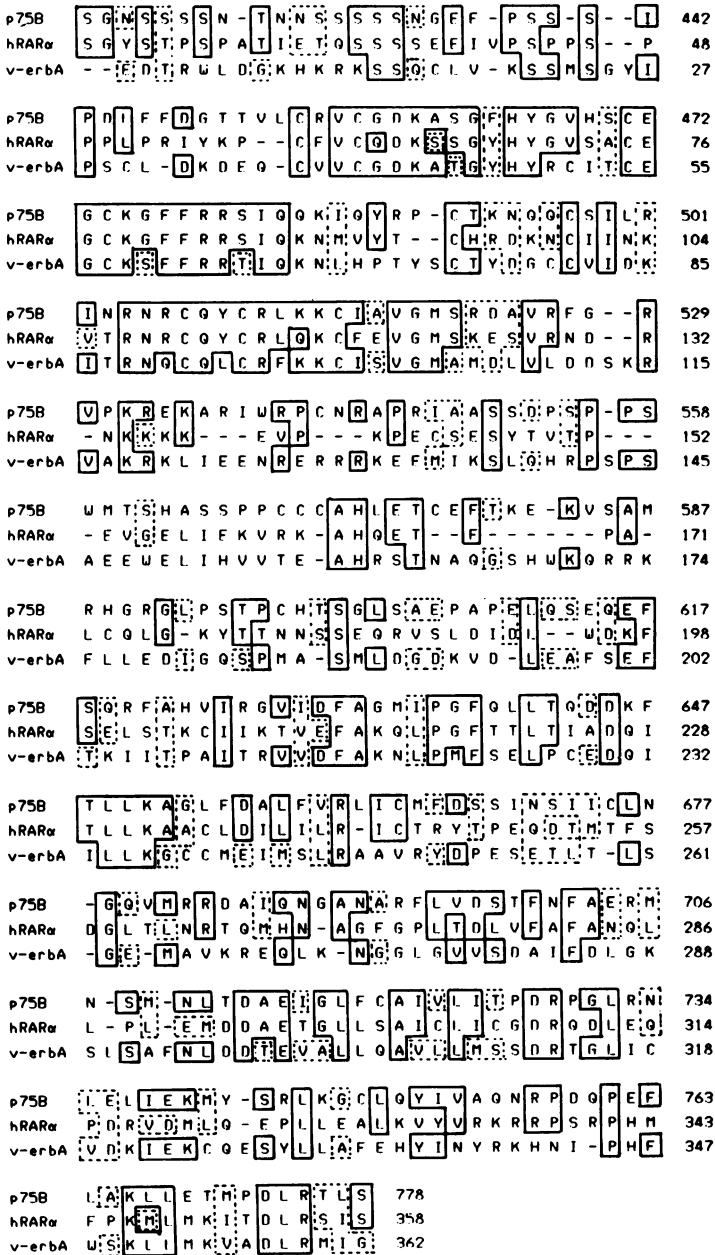 p75B S G N S S S S N - T N N S S S S S N G E F - P S S - S - - I 442
hRARα S G Y S T P S P A T I E T Q S S S S E F I V P S P P S - - P 48
v-erbA - - E D T R W L D G K H K R K S S Q C L V - K S S M S G Y I 27
p75B P D I F F D G T T V L C R V C G D K A S G F H Y G V H S C E 472
hRARα P P L P R I Y K P - - C F V C Q D K S S G Y H Y G V S A C E 76
v-erbA P S C L - D K D E Q - C V V C G D K A T G Y H Y R C I T C E 55
p75B G C K G F F R R S I Q Q K I Q Y R P - C T K N Q Q C S I L R 501
hRARα G C K G F F R R S I Q K N M V Y T - - C H R D K N C I I N K 104
v-erbA G C K S F F R R T I Q K N L H P T Y S C T Y D G C C V I D K 85
p75B I N R N R C Q Y C R L K K C I A V G M S R D A V R F G - - R 529
hRARα V T R N R C Q Y C R L Q K C F E V G M S K E S V R N D - - R 132
v-erbA I T R N Q C Q L C R F K K C I S V G M A M D L V L D D S K R 115
p75B V P K R E K A R I W R P C N R A P R I A A S S D P S P - P S 558
hRARα - N K K K K - - - E V P - - - K P E C S E S Y T V T P - - - 152
v-erbA V A K R K L I E E N R E R R R K E F M I K S L Q H R P S P S 145
p75B W M T S H A S S P P C C C A H L E T C E F T K E - K V S A M 587
hRARα - E V G E L I F K V R K - A H Q E T - - F - - - - - - P A - 171
v-erbA A E E W E L I H V V T E - A H R S T N A Q G S H W K Q R R K 174
p75B R H G R G L P S T P C H T S G L S A E P A P E L Q S E Q E F 617
hRARα L C Q L G - K Y T T N N S S E Q R V S L D I D L - - W D K F 198
v-erbA F L L E D I G Q S P M A - S M L D G D K V D - L E A F S E F 202
p75B S Q R F A H V I R G V I D F A G M I P G F Q L L T Q D D K F 647
hRARα S E L S T K C I I K T V E F A K Q L P G F T T L T I A D Q I 228
v-erbA T K I I T P A I T R V V D F A K N L P M F S E L P C E D Q I 232
p75B T L L K A G L F D A L F V R L I C M F D S S I N S I I C L N 677
hRARα T L L K A A C L D I L I L R - I C T R Y T P E Q D T M T F S 257
v-erbA I L L K G C C M E I M S L R A A V R Y D P E S E T L T - L S 261
p75B - G Q V M R R D A I Q N G A N A R F L V D S T F N F A E R M 706
hRARα D G L T L N R T Q M H N - A G F G P L T D L V F A F A N Q L 286
v-erbA - G E - M A V K R E Q L K - N G G L G V V S D A I F D L G K 288
p75B N - S M - N L T D A E I G L F C A I V L I T P D R P G L R N 734
hRARα L - P L - E M D D A E T G L L S A I C L I C G D R Q D L E Q 314
v-erbA S L S A F N L D D T E V A L L Q A V L L M S S D R T G L I C 318
p75B I E L I E K M Y - S R L K G C L Q Y I V A Q N R P D Q P E F 763
hRARα P D R V D M L Q - E P L L E A L K V Y V R K R R P S R P H M 343
v-erbA V D K I E K C Q E S Y L L A F E H Y I N Y R K H N I - P H F 347
p75B L A K L L E T M P D L R T L S 778
hRARα F P K M L M K I T D L R S I S 358
v-erbA W S K L L M K V A D L R M I G 362